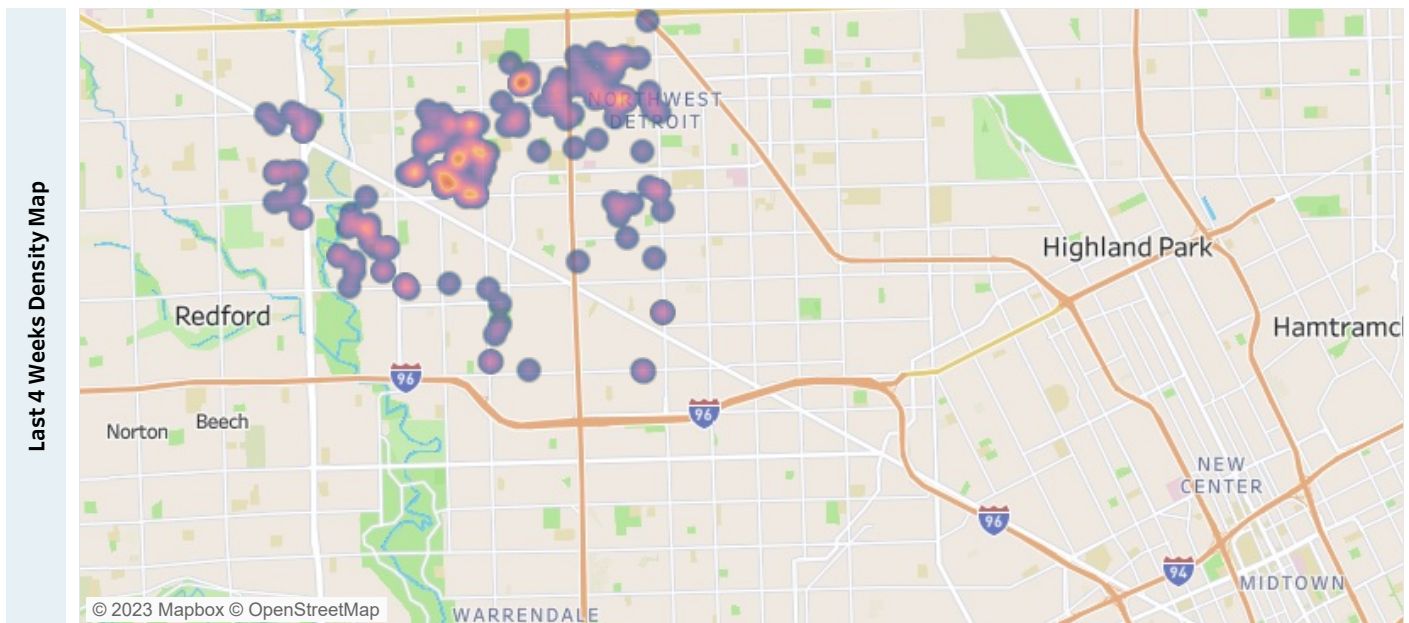 Last 4 Weeks Density Map
NORTHWEST
DETROIT
Highland Park
Redford
Hamtramc
96
96
Norton
Beech
NEW
CENTER
96
94
MIDTOWN
© 2023 Mapbox © OpenStreetMap
WARRENDALE